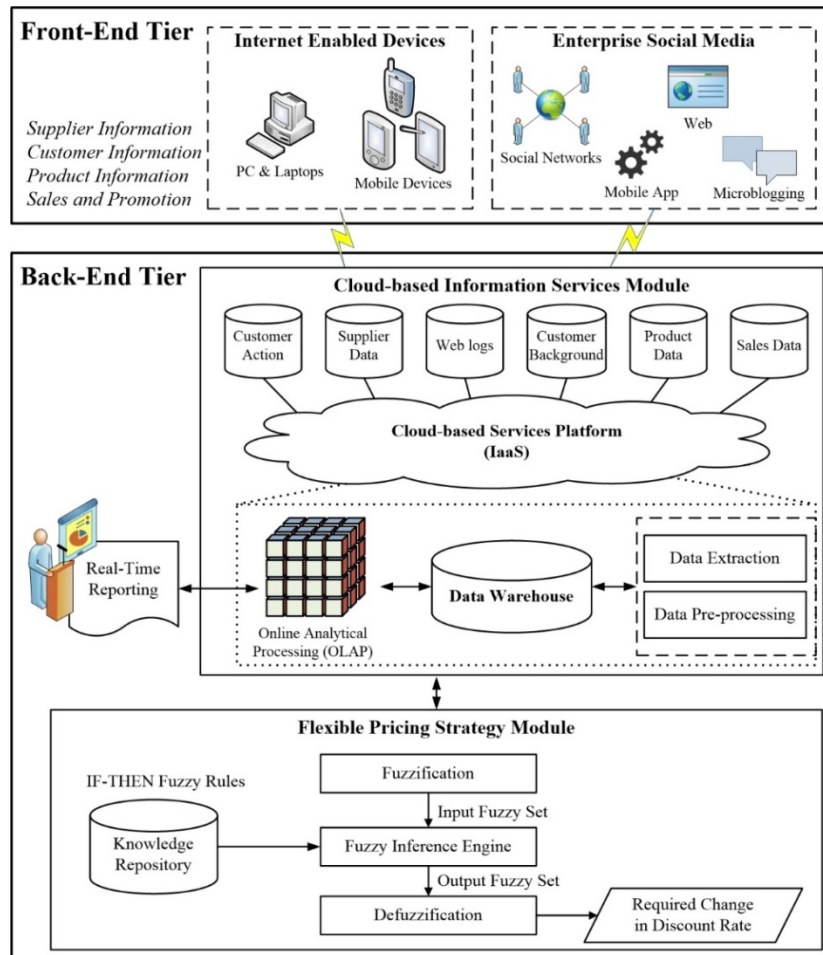 Front-End Tier
Supplier Information
Customer Information
Product Information
Sales and Promotion
Internet Enabled Devices
PC & Laptops
Mobile Devices
Enterprise Social Media
Social Networks
Web
Mobile App
Microblogging
Back-End Tier
Cloud-based Information Services Module
Customer
Action
Supplier
Data
Web logs
Customer
Background
Product
Data
Sales Data
Cloud-based Services Platform
(IaaS)
Real-Time
Reporting
Online Analytical
Processing (OLAP)
Data Warehouse
Data Extraction
Data Pre-processing
Flexible Pricing Strategy Module
IF-THEN Fuzzy Rules
Knowledge
Repository
Fuzzification
Input Fuzzy Set
Fuzzy Inference Engine
Output Fuzzy Set
Defuzzification
Required Change
in Discount Rate